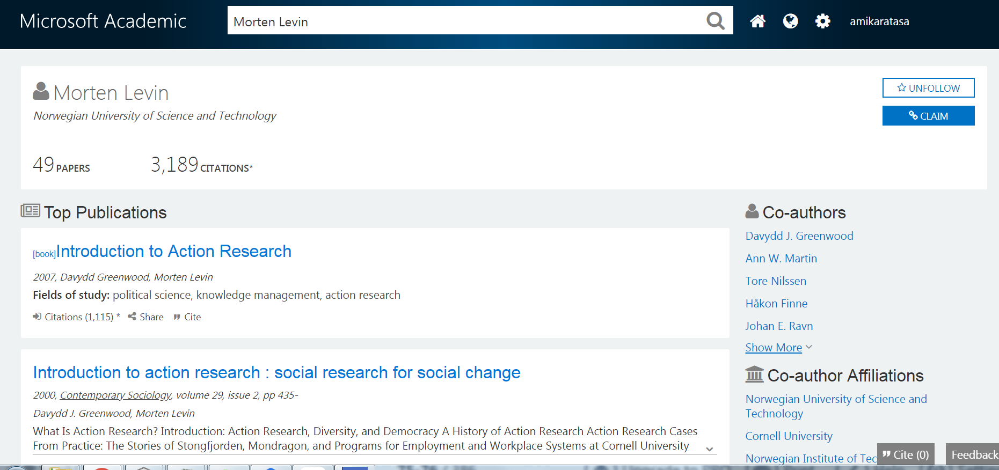 Microsoft Academic
Morten Levin
amikaratasa
Morten Levin
UNFOLLOW
Norwegian University of Science and Technology
CLAIM
49 PAPERS
3,189 CITATIONS*
Top Publications
[book]Introduction to Action Research
2007, Davydd Greenwood, Morten Levin
Fields of study: political science, knowledge management, action research
Citations (1,115) * Share Cite
Introduction to action research : social research for social change
2000, Contemporary Sociology, volume 29, issue 2, pp 435-
Davydd J. Greenwood, Morten Levin
What Is Action Research? Introduction: Action Research, Diversity, and Democracy A History of Action Research Action Research Cases
From Practice: The Stories of Stongfjorden, Mondragon, and Programs for Employment and Workplace Systems at Cornell University
Co-authors
Davydd J. Greenwood
Ann W. Martin
Tore Nilssen
Håkon Finne
Johan E. Ravn
Show More
Co-author Affiliations
Norwegian University of Science and
Technology
Cornell University
Norwegian Institute of Tec
Cite (0)
Feedback